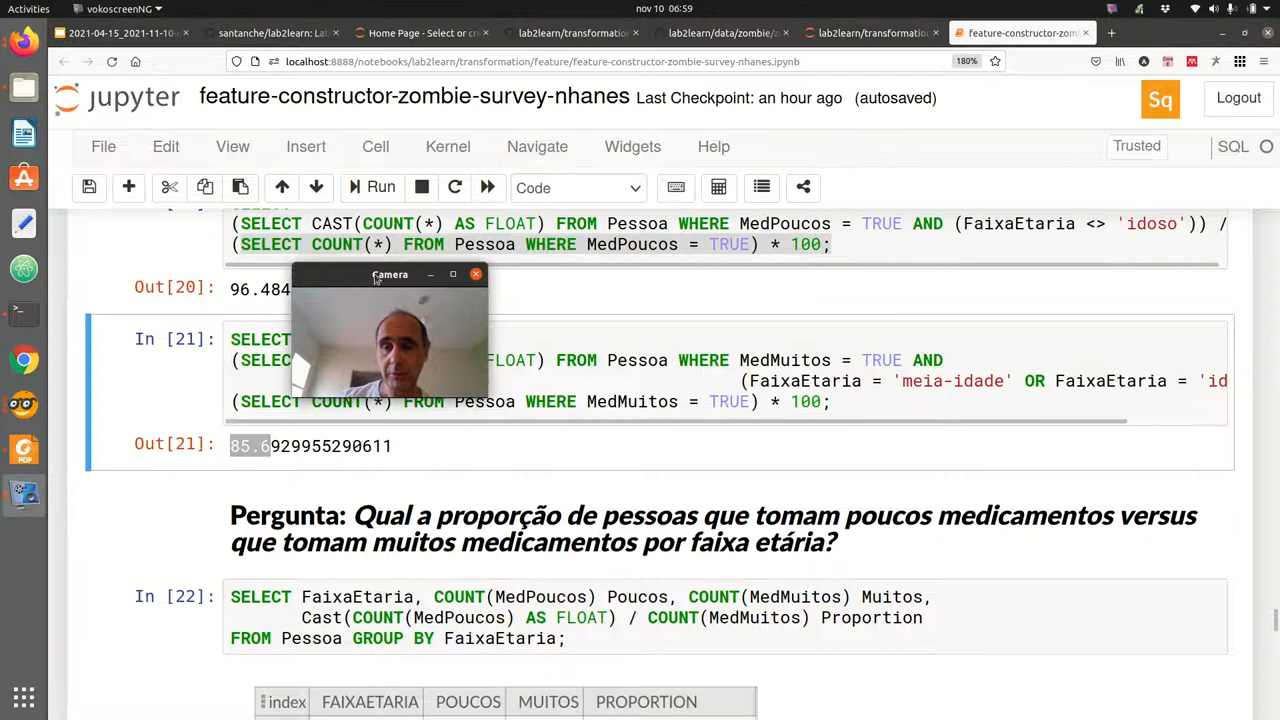 Activities
vokoscreenNG
nov 10 06:59
2021-04-15_2021-11-10-
santanche/lab2learn: La
Home Page - Select or cr
lab2learn/transformatio
lab2learn/data/zombie/z
lab2learn/transformatio
feature-constructor-zom
localhost:8888/notebooks/lab2learn/transformation/feature/feature-constructor-zombie-survey-nhanes.ipynb
180%
jupyter
feature-constructor-zombie-survey-nhanes Last Checkpoint: an hour ago (autosaved)
Sq
Logout
File Edit View Insert Cell Kernel Navigate Widgets Help
Trusted
SQL
Run
Code
(SELECT CAST(COUNT(*) AS FLOAT) FROM Pessoa WHERE MedPoucos = TRUE AND (FaixaEtaria <> 'idoso')) /
(SELECT COUNT(*) FROM Pessoa WHERE MedPoucos = TRUE) * 100;
Camera
Out[20]: 96.484
In [21]: SELECT
(SELEC FLOAT) FROM Pessoa WHERE MedMuitos = TRUE AND
(FaixaEtaria = 'meia-idade' OR FaixaEtaria = 'id
(SELECT COUNT(*) FROM Pessoa WHERE MedMuitos = TRUE) * 100;
Out[21]: 85.6929955290611
Pergunta: Qual a proporção de pessoas que tomam poucos medicamentos versus
que tomam muitos medicamentos por faixa etária?
In [22]: SELECT FaixaEtaria, COUNT(MedPoucos) Poucos, COUNT(MedMuitos) Muitos,
Cast(COUNT(MedPoucos) AS FLOAT) / COUNT(MedMuitos) Proportion
FROM Pessoa GROUP BY FaixaEtaria;
index FAIXAETARIA POUCOS MUITOS PROPORTION